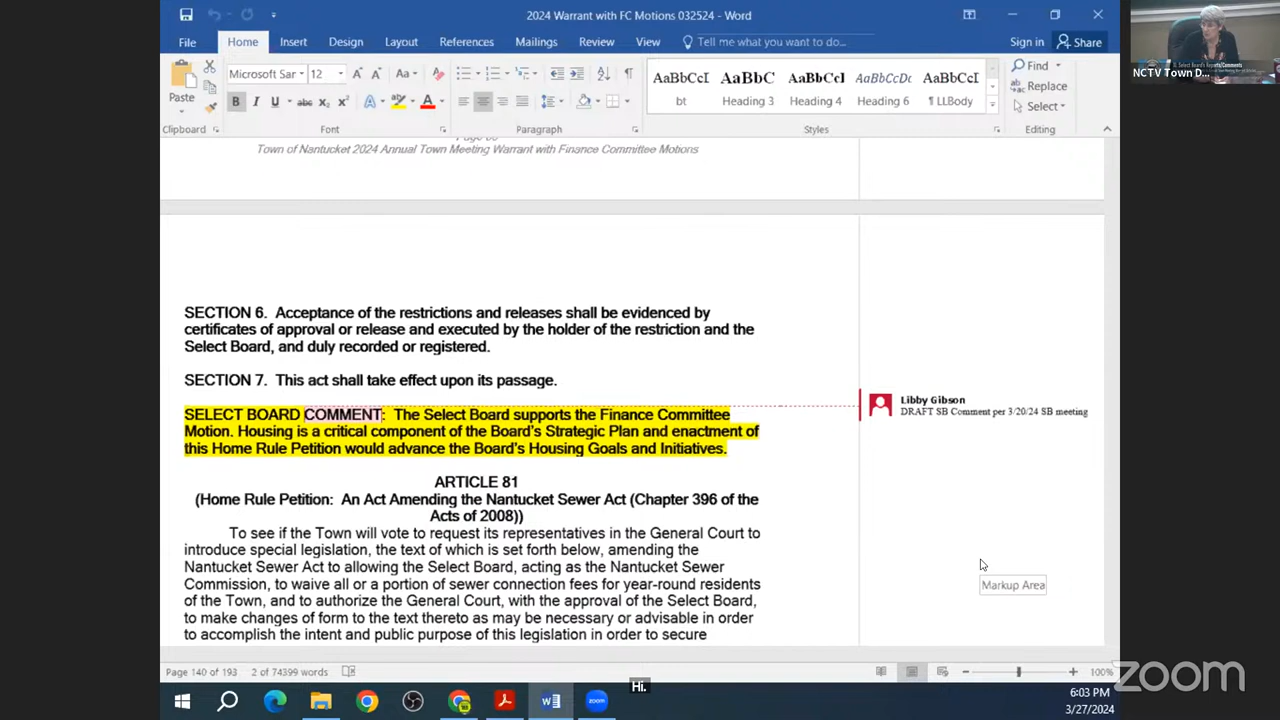 2024 Warrant with FC Motions 032524 - Word
File Home Insert Design Layout References Mailings Review View Tell me what you want to do... Sign in Share
Paste
Microsoft Sar 12
AaBbCcI AaBbC AaBbCcI AaBbCcDc AaBbCcI
bt Heading 3 Heading 4 Heading 6 ¶ LLBody
Find
Replace
Select
Clipboard Font Paragraph Styles Editing
Town of Nantucket 2024 Annual Town Meeting Warrant with Finance Committee Motions
SECTION 6. Acceptance of the restrictions and releases shall be evidenced by
certificates of approval or release and executed by the holder of the restriction and the
Select Board, and duly recorded or registered.
SECTION 7. This act shall take effect upon its passage.
SELECT BOARD COMMENT: The Select Board supports the Finance Committee
Motion. Housing is a critical component of the Board's Strategic Plan and enactment of
this Home Rule Petition would advance the Board's Housing Goals and Initiatives.
Libby Gibson
DRAFT SB Comment per 3/20/24 SB meeting
ARTICLE 81
(Home Rule Petition: An Act Amending the Nantucket Sewer Act (Chapter 396 of the
Acts of 2008))
To see if the Town will vote to request its representatives in the General Court to
introduce special legislation, the text of which is set forth below, amending the
Nantucket Sewer Act to allowing the Select Board, acting as the Nantucket Sewer
Commission, to waive all or a portion of sewer connection fees for year-round residents
of the Town, and to authorize the General Court, with the approval of the Select Board,
to make changes of form to the text thereto as may be necessary or advisable in order
to accomplish the intent and public purpose of this legislation in order to secure
Markup Area
Page 140 of 193 2 of 74399 words 100%
Hi.
6:03 PM
3/27/2024
NCTV Town D...
zoom